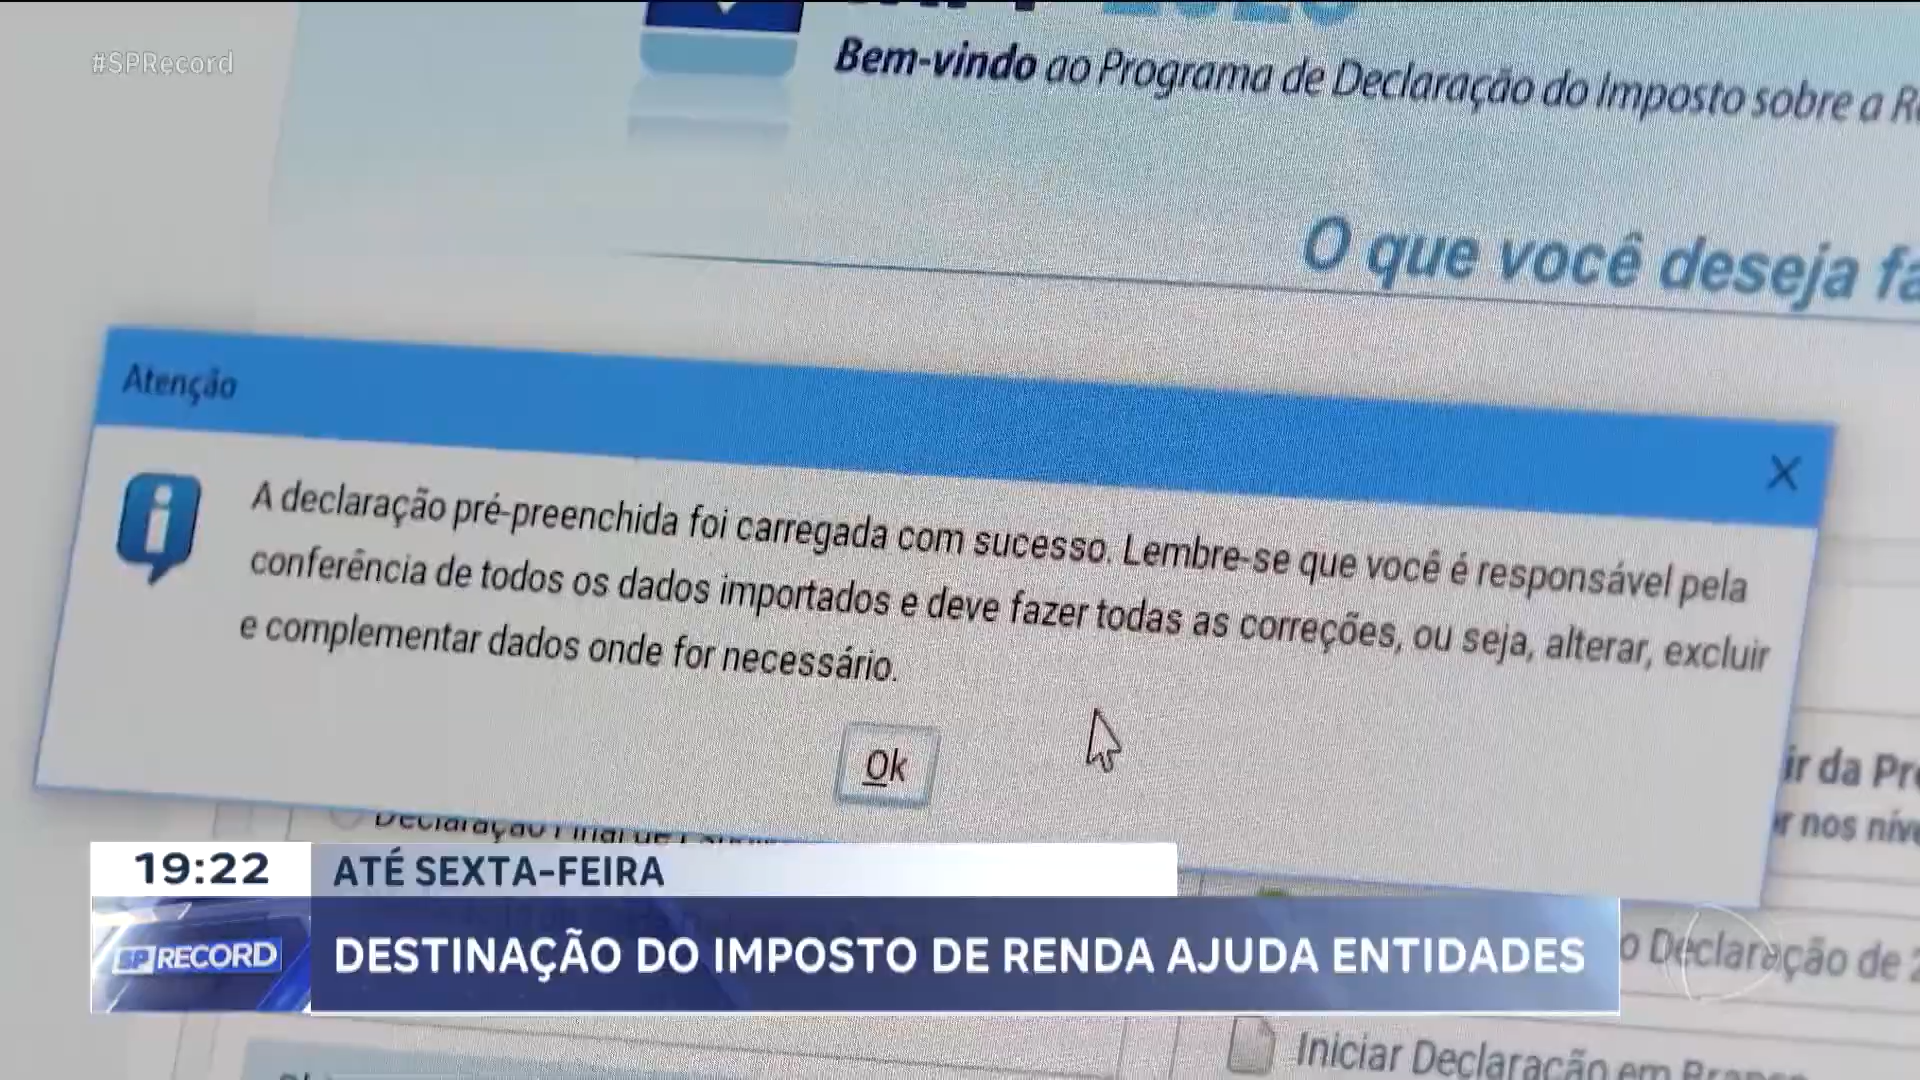 #SPRecord
Bem-vindo ao Programa de Declaração do Imposto sobre a
O que você deseja
Atenção
A declaração pré-preenchida foi carregada com sucesso. Lembre-se que você é responsável pela
conferência de todos os dados importados e deve fazer todas as correções, ou seja, alterar, excluir
e complementar dados onde for necessário.
Ok
ir da
nos
19:22
ATÉ SEXTA-FEIRA
SP RECORD
DESTINAÇÃO DO IMPOSTO DE RENDA AJUDA ENTIDADES
Declaração de
Iniciar Declaração em